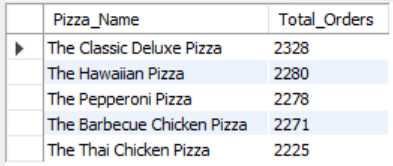 Pizza_Name Total_Orders
The Classic Deluxe Pizza 2328
The Hawaiian Pizza 2280
The Pepperoni Pizza 2278
The Barbecue Chicken Pizza 2271
The Thai Chicken Pizza 2225